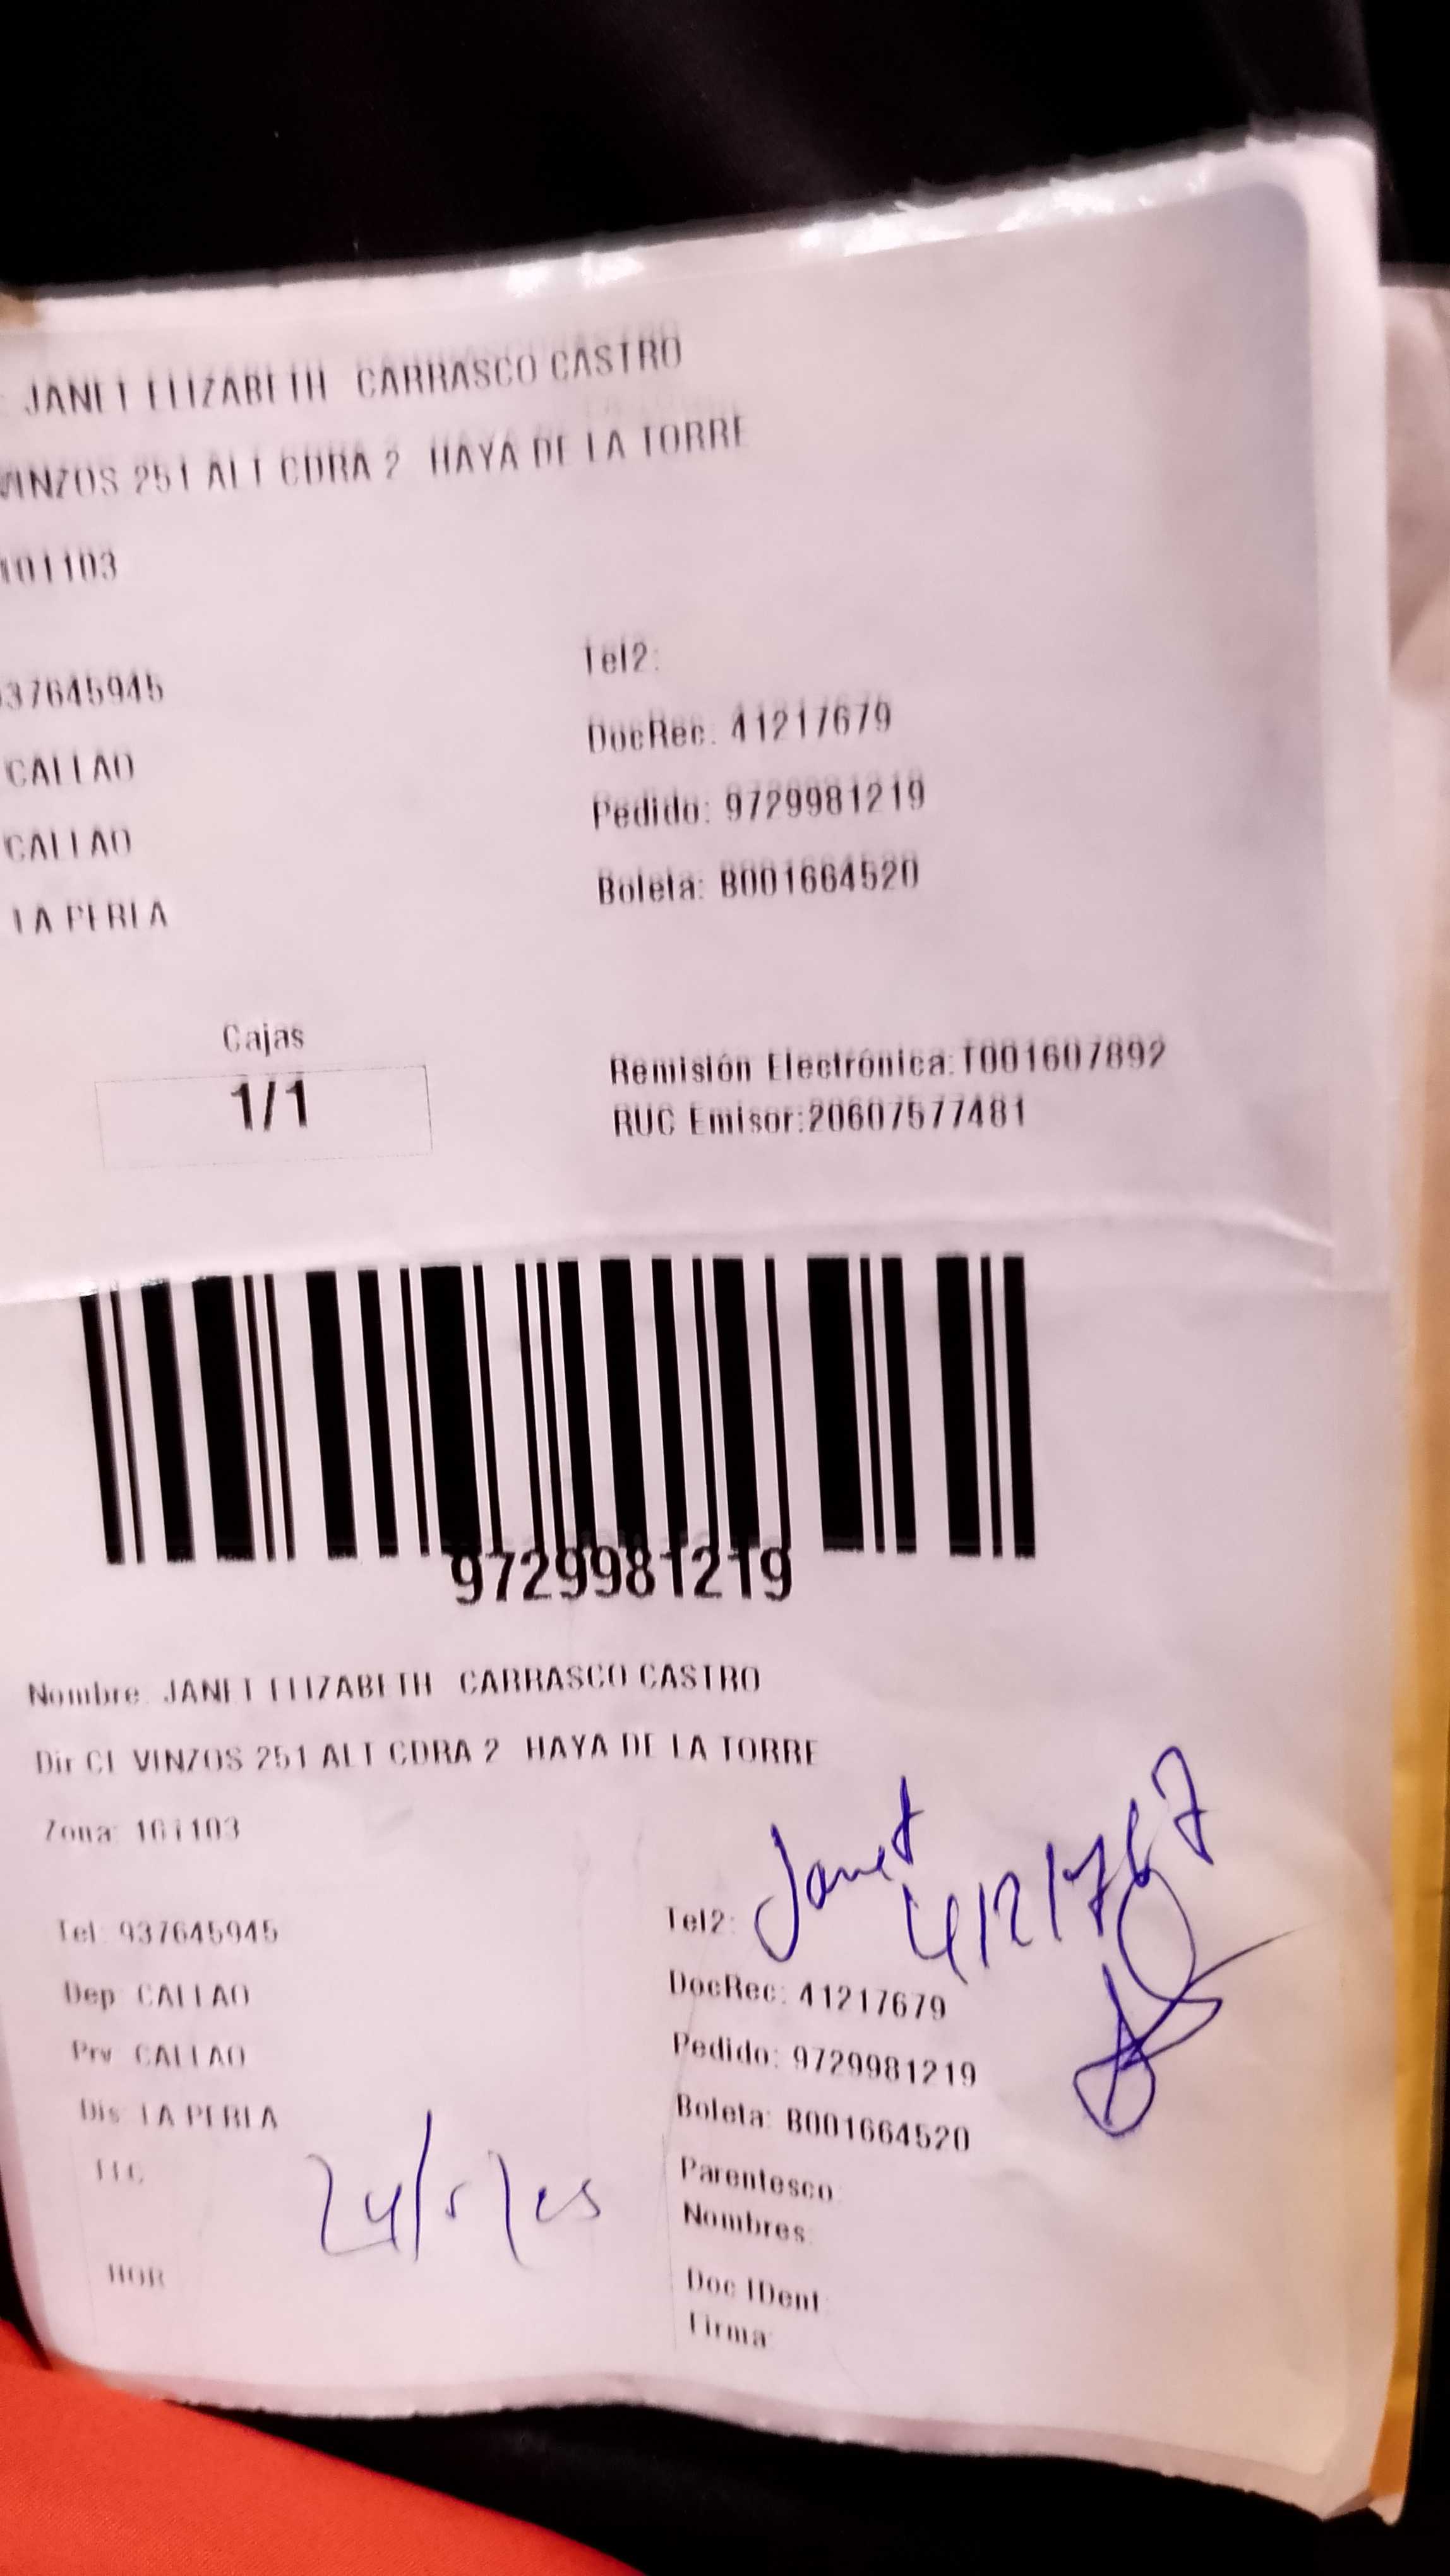 JANET ELIZABETH CARRASCO CASTRO
VINZOS 251 ALT CDRA 2 HAYA DE LA TORRE
01103
37645945
Tel2:
CALLAO
DocRec: 41217679
CALLAO
Pedido: 9729981219
LA PERLA
Boleta: B001664520
Cajas
1/1
Remisión Electrónica:T001607892
RUC Emisor:20607577481
9729981219
Nombre: JANET ELIZABETH CARRASCO CASTRO
Dir CL VINZOS 251 ALT CDRA 2 HAYA DE LA TORRE
Zona: 101103
Janet
Tel: 937645945
Tel2:
Dep: CALLAO
DocRec: 41217679
Prv: CALLAO
Pedido: 9729981219
Dis: LA PERLA
Boleta: B001664520
Parentesco:
Nombres:
HOR
Doc IDent:
Firma: